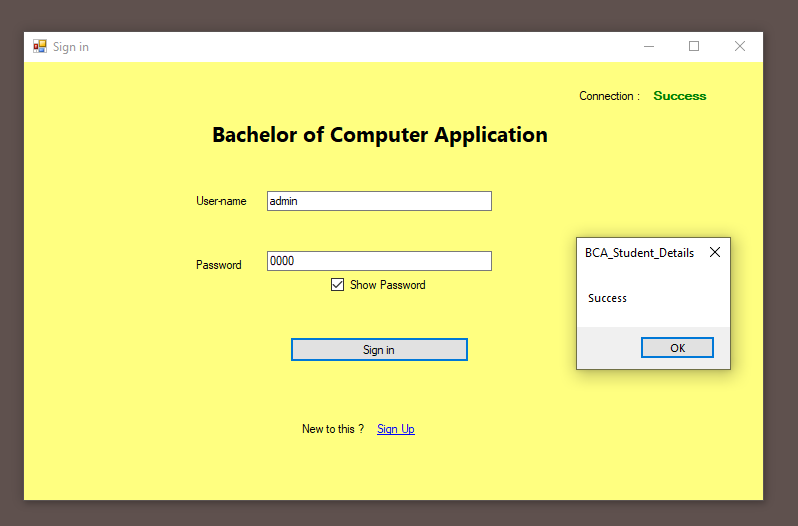 Sign in
Connection : Success
Bachelor of Computer Application
User-name admin
BCA_Student_Details
Password 0000
Show Password
Success
Sign in
OK
New to this ? Sign Up